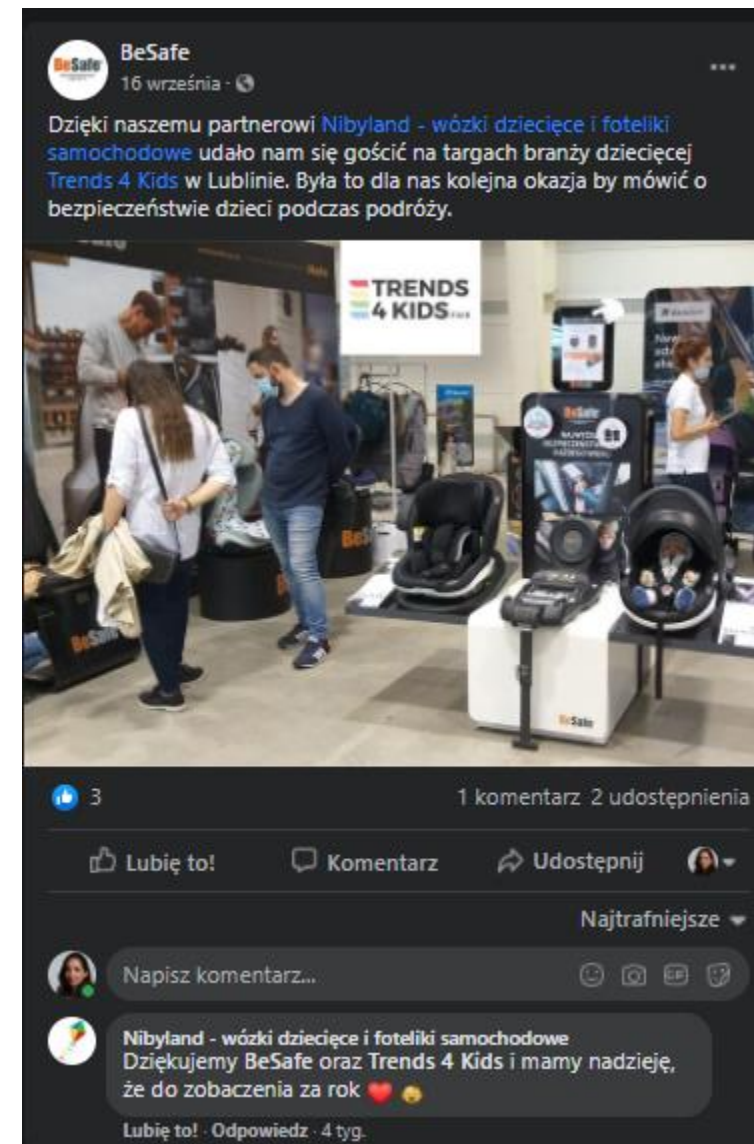 BeSafe
BeSafe
16 września
Dzięki naszemu partnerowi Nibyland - wózki dziecięce i foteliki
samochodowe udało nam się gościć na targach branży dziecięcej
Trends 4 Kids w Lublinie. Była to dla nas kolejna okazja by mówić o
bezpieczeństwie dzieci podczas podróży.
TRENDS
4 KIDS
BeSafe
BeSafe
BeSafe
3
1 komentarz 2 udostępnienia
Lubię to!
Komentarz
Udostępnij
Najtrafniejsze
Napisz komentarz...
GIF
Nibyland - wózki dziecięce i foteliki samochodowe
Dziękujemy BeSafe oraz Trends 4 Kids i mamy nadzieję,
że do zobaczenia za rok
Lubię to! · Odpowiedz · 4 tyg.